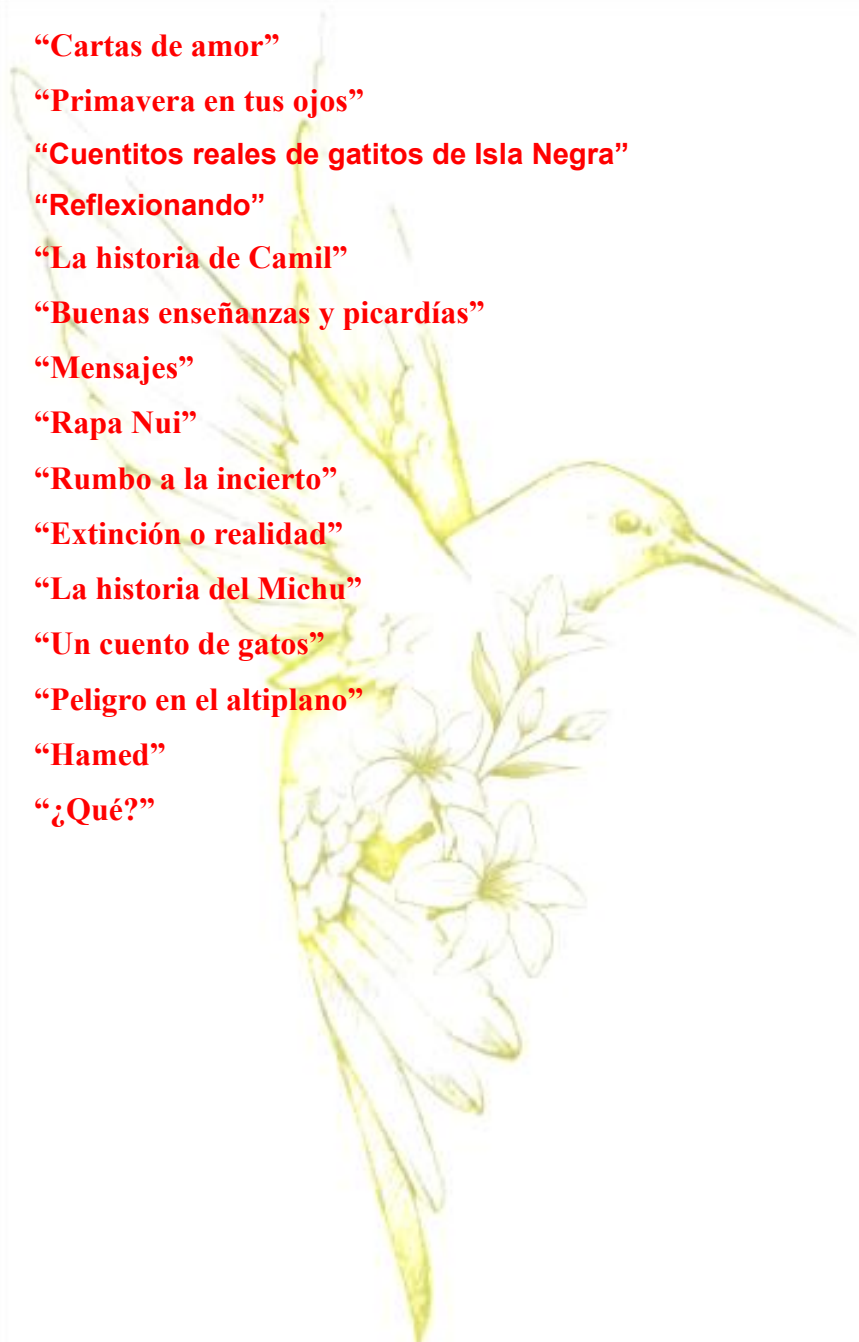 “Cartas de amor”
“Primavera en tus ojos”
“Cuentitos reales de gatitos de Isla Negra”
“Reflexionando”
“La historia de Camil”
“Buenas enseñanzas y picardías”
“Mensajes”
“Rapa Nui”
“Rumbo a la incierto”
“Extinción o realidad”
“La historia del Michu”
“Un cuento de gatos”
“Peligro en el altiplano”
“Hamed”
“¿Qué?”